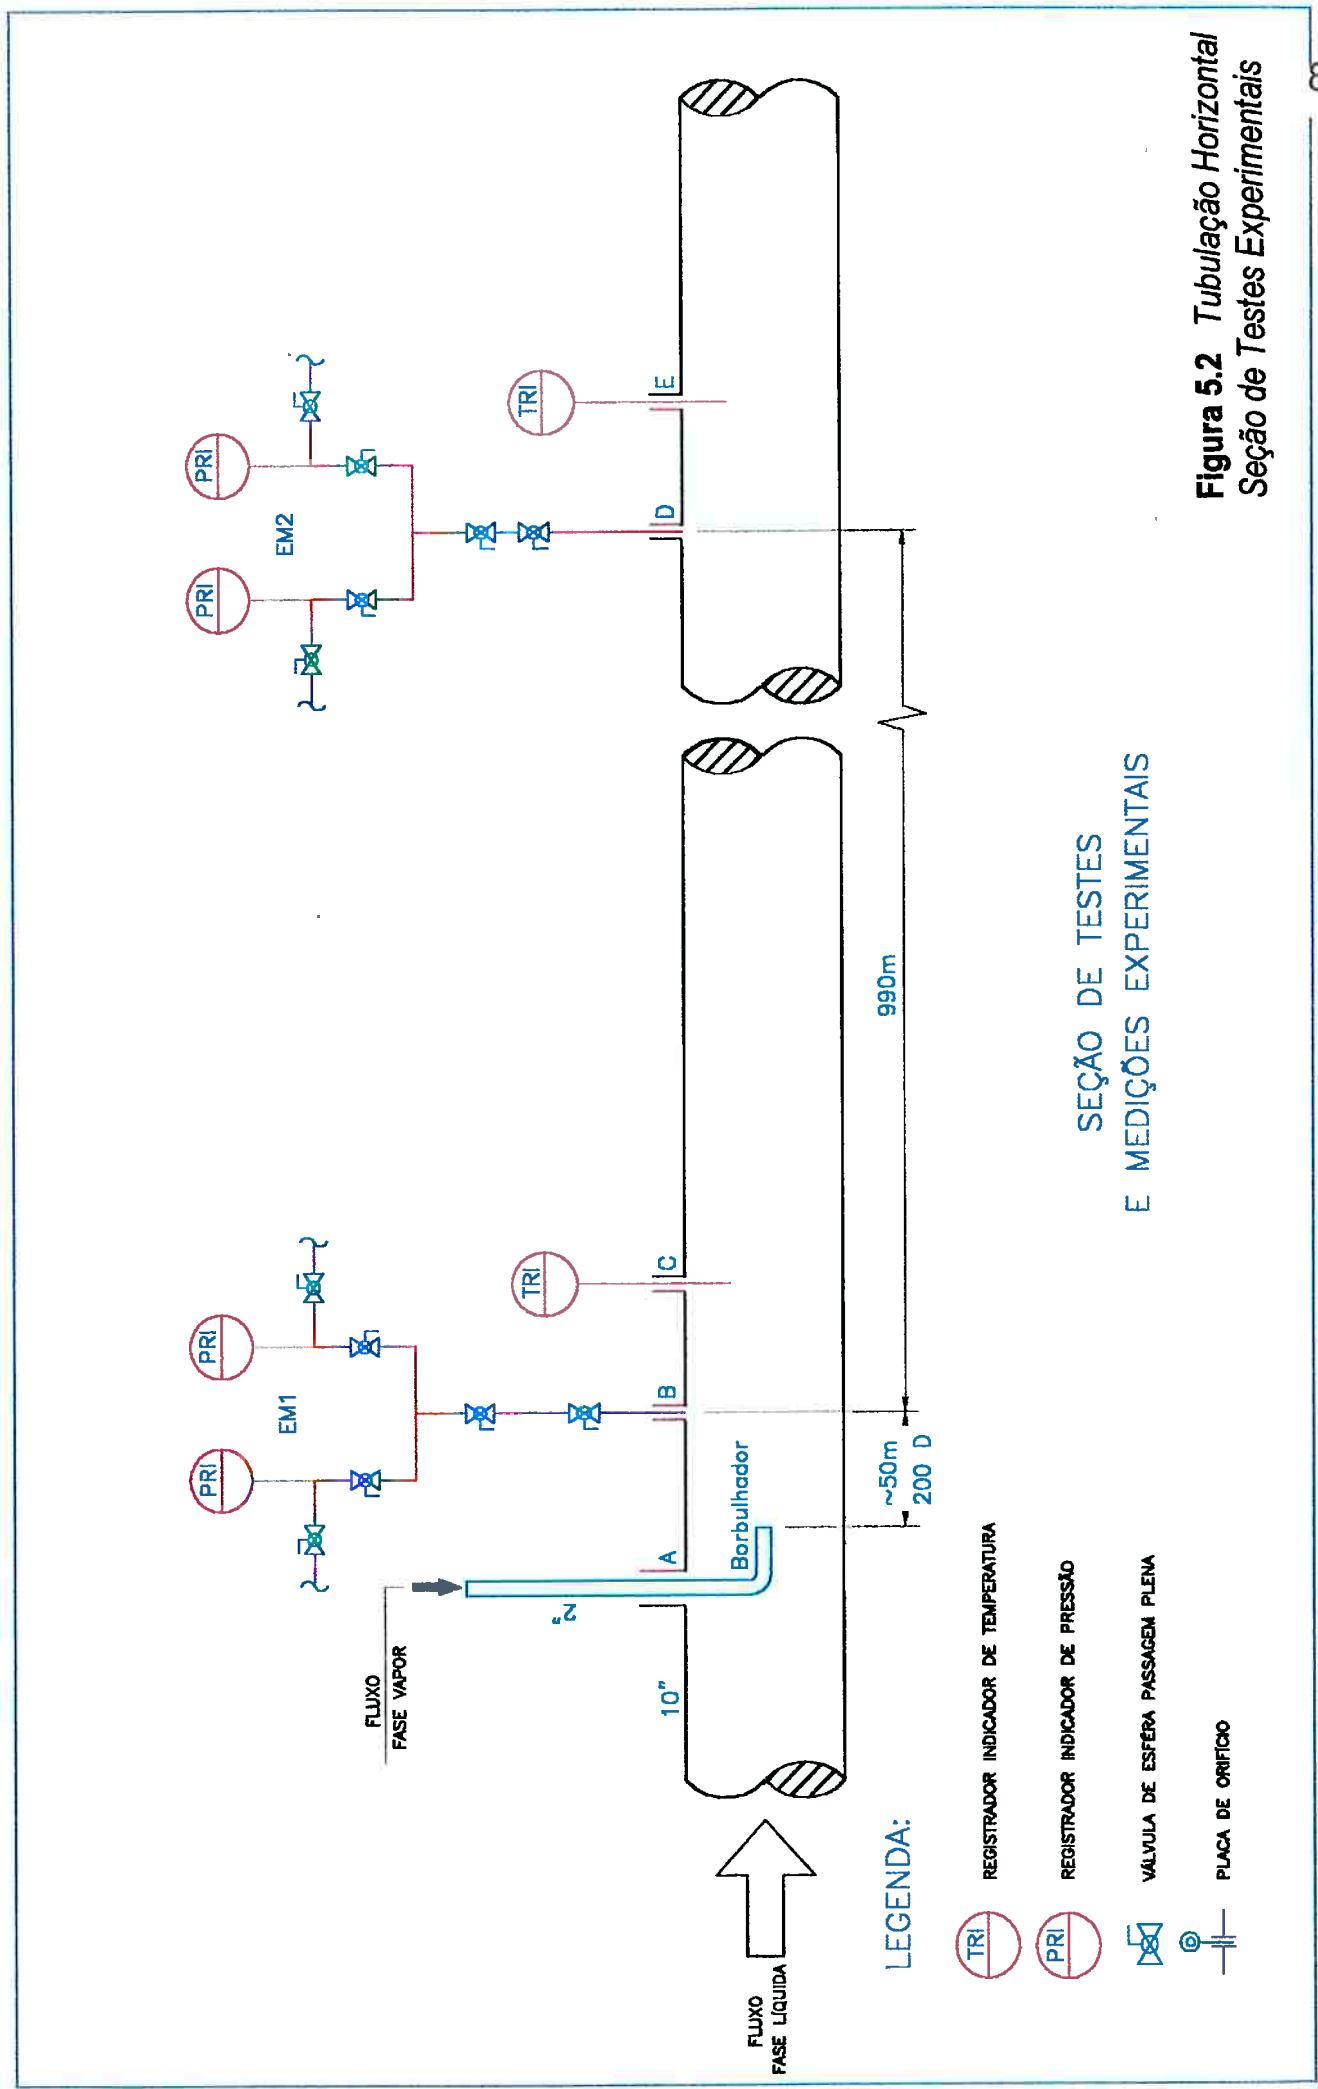 PRI
PRI
PRI
PRI
EM1
EM2
TRI
TRI
FLUXO
FASE VAPOR
2"
10"
A
B
C
D
E
Borbulhador
FLUXO
FASE LÍQUIDA
~50m
200 D
990m
LEGENDA:
TRI
REGISTRADOR INDICADOR DE TEMPERATURA
PRI
REGISTRADOR INDICADOR DE PRESSÃO
VÁLVULA DE ESFÉRA PASSAGEM PLENA
PLACA DE ORIFÍCIO
SEÇÃO DE TESTES
E MEDIÇÕES EXPERIMENTAIS
Figura 5.2 Tubulação Horizontal
Seção de Testes Experimentais